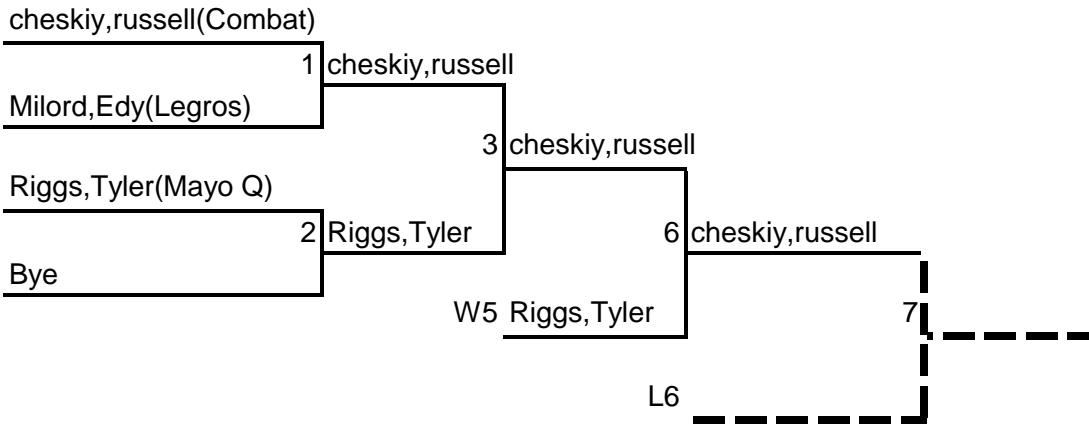 cheskiy,russell(Combat)
1 cheskiy,russell
Milord,Edy(Legros)
3 cheskiy,russell
Riggs,Tyler(Mayo Q)
2 Riggs,Tyler
6 cheskiy,russell
Bye
W5 Riggs,Tyler
7
L6